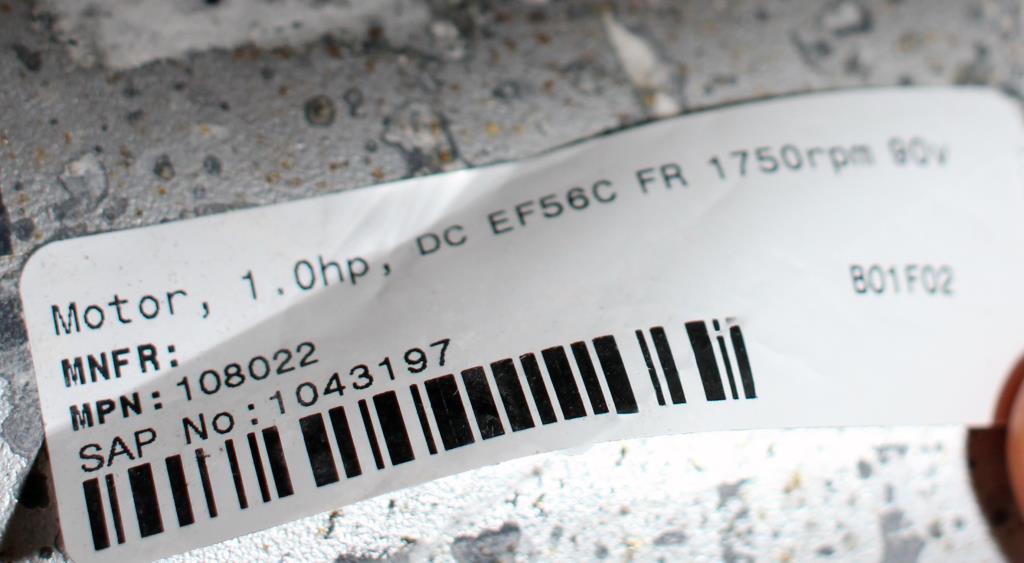 Motor, 1.0hp, DC EF56C FR 1750rpm 90v
B01F02
MNFR:
MPN: 108022
SAP No: 1043197